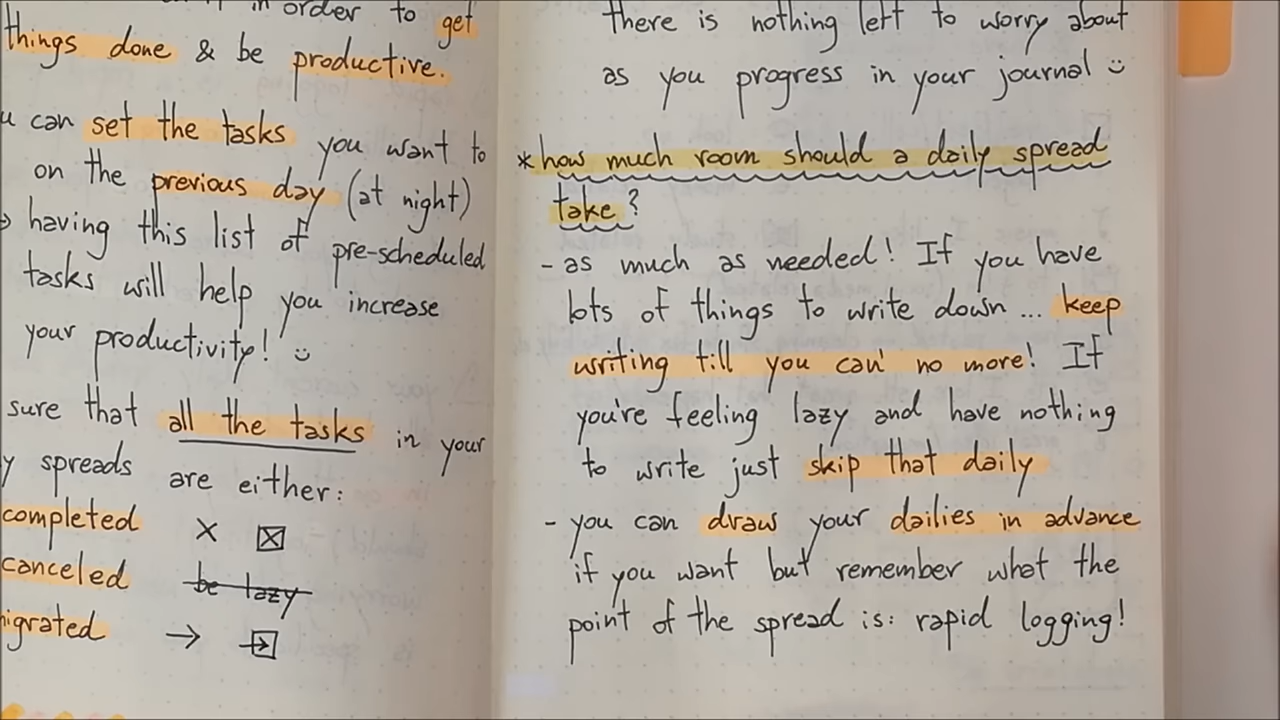 in order to get
things done & be productive.
can set the tasks you want to
on the previous day (at night)
having this list of pre-scheduled
tasks will help you increase
your productivity! ☺
sure that all the tasks in your
spreads are either:
completed X ☒
canceled be lazy
→
there is nothing left to worry about
as you progress in your journal ☺
* how much room should a daily spread
take?
- as much as needed! If you have
lots of things to write down... keep
writing till you can' no more! If
you're feeling lazy and have nothing
to write just skip that daily
- you can draw your dailies in advance
if you want but remember what the
point of the spread is: rapid logging!